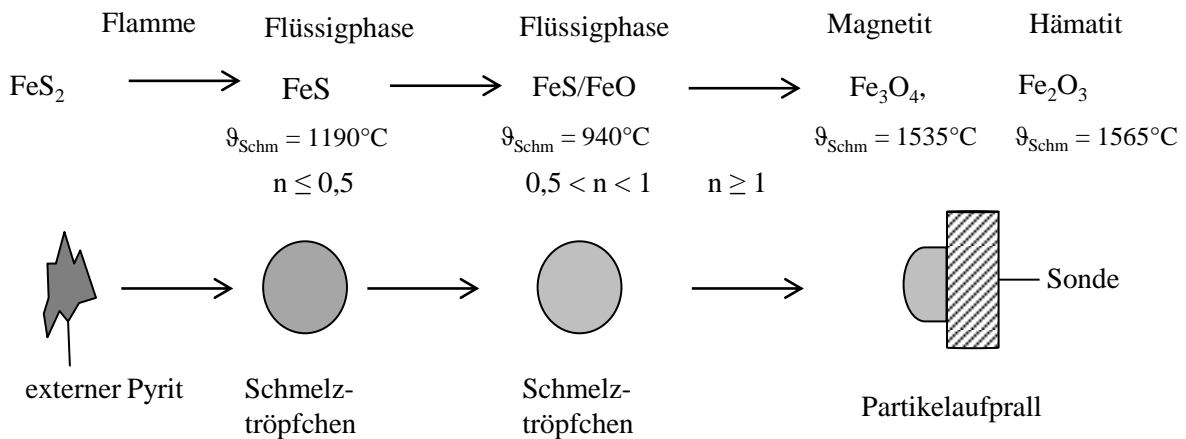 Flamme Flüssigphase Flüssigphase Magnetit Hämatit
FeS₂ FeS FeS/FeO Fe₃O₄, Fe₂O₃
ϑSchm = 1190°C ϑSchm = 940°C ϑSchm = 1535°C ϑSchm = 1565°C
n ≤ 0,5 0,5 < n < 1 n ≥ 1
Sonde
externer Pyrit Schmelz- Schmelz- Partikelaufprall
tröpfchen tröpfchen